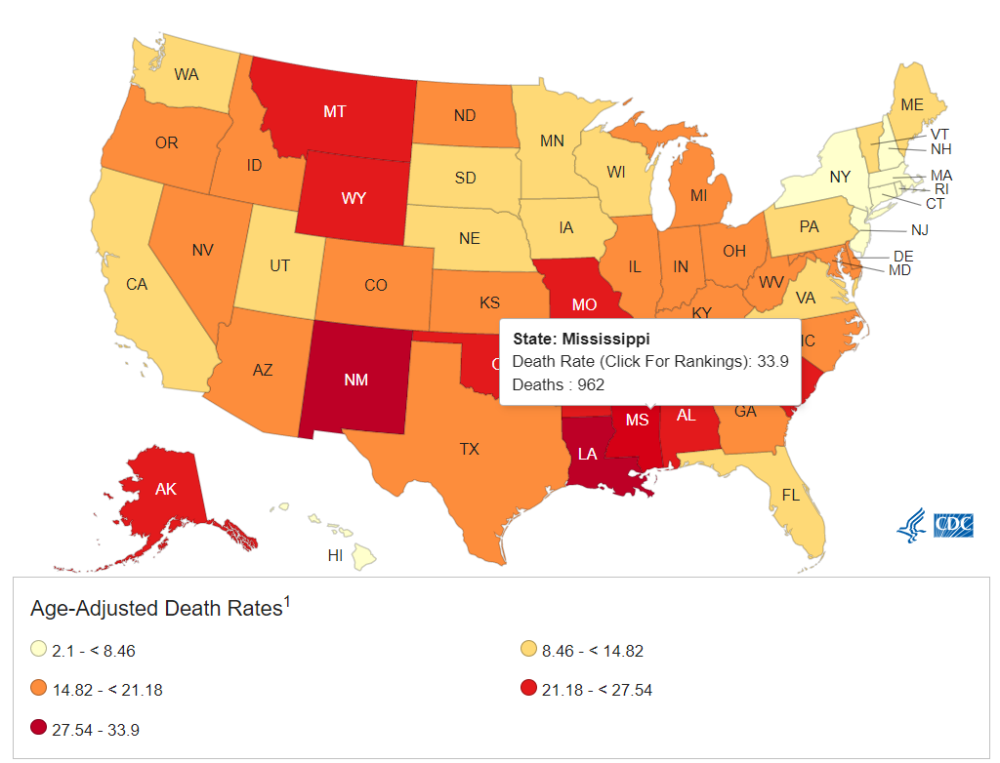 WA
MT
ND
MN
ME
VT
NH
OR
ID
SD
WI
MI
NY
MA
RI
CT
WY
NE
IA
PA
NJ
NV
UT
CO
IL
IN
OH
DE
MD
CA
KS
MO
WV
VA
KY
State: Mississippi
Death Rate (Click For Rankings): 33.9
Deaths : 962
AZ
NM
TX
MS
AL
GA
LA
AK
FL
HI
CDC
Age-Adjusted Death Rates1
2.1 - < 8.46
8.46 - < 14.82
14.82 - < 21.18
21.18 - < 27.54
27.54 - 33.9